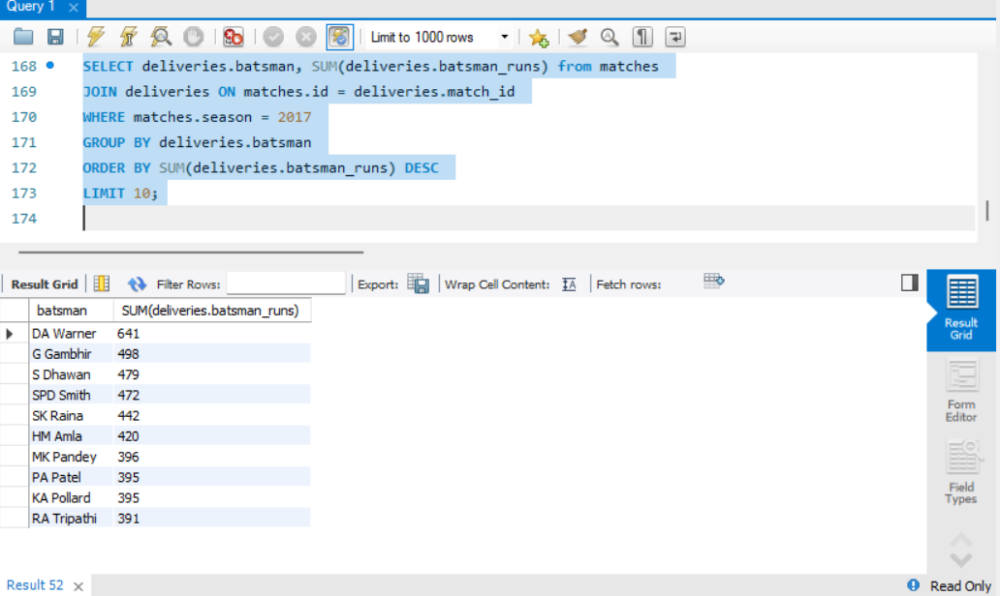 Query 1
Limit to 1000 rows
168 SELECT deliveries.batsman, SUM(deliveries.batsman_runs) from matches
169 JOIN deliveries ON matches.id = deliveries.match_id
170 WHERE matches.season = 2017
171 GROUP BY deliveries.batsman
172 ORDER BY SUM(deliveries.batsman_runs) DESC
173 LIMIT 10;
174
Result Grid Filter Rows: Export: Wrap Cell Content: Fetch rows:
batsman SUM(deliveries.batsman_runs)
DA Warner 641
G Gambhir 498
S Dhawan 479
SPD Smith 472
SK Raina 442
HM Amla 420
MK Pandey 396
PA Patel 395
KA Pollard 395
RA Tripathi 391
Result
Grid
Form
Editor
Field
Types
Result 52
Read Only